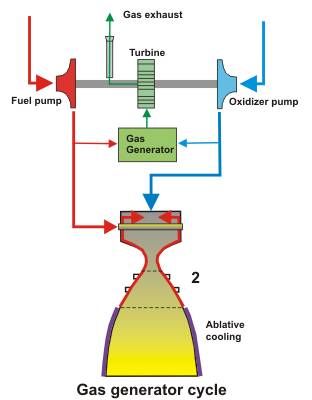 Gas exhaust
Turbine
Fuel pump
Oxidizer pump
Gas
Generator
2
Ablative
cooling
Gas generator cycle